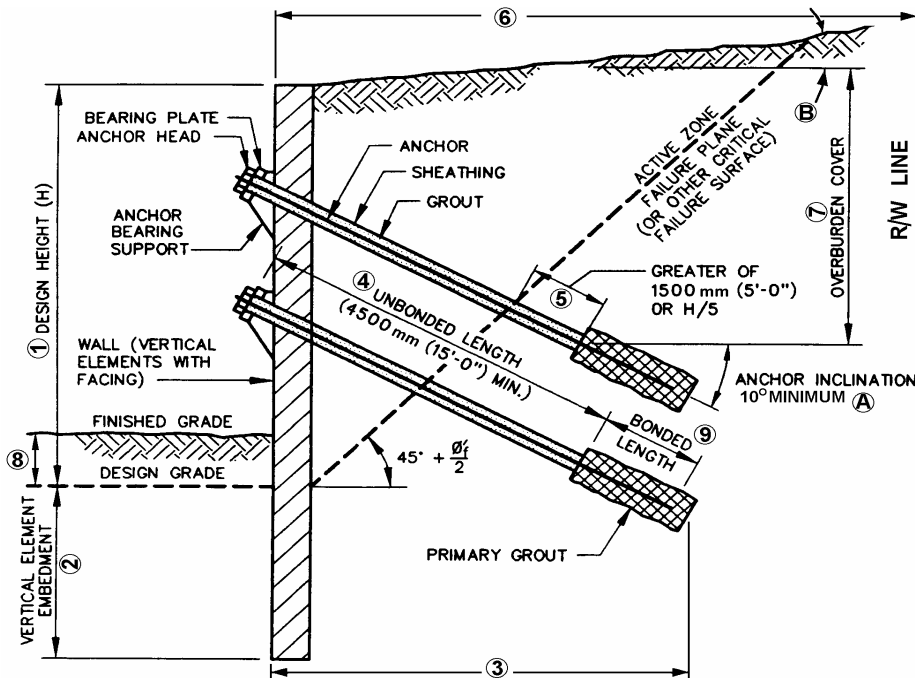 ⑥
BEARING PLATE
ANCHOR HEAD
ANCHOR
SHEATHING
GROUT
ANCHOR
BEARING
SUPPORT
① DESIGN HEIGHT (H)
ACTIVE ZONE
FAILURE PLANE
(OR OTHER CRITICAL
FAILURE SURFACE)
Ⓑ
⑦ OVERBURDEN COVER
R/W LINE
④ UNBONDED LENGTH
(4500 mm (15'-0") MIN.)
⑤
GREATER OF
1500 mm (5'-0")
OR H/5
WALL (VERTICAL
ELEMENTS WITH
FACING)
ANCHOR INCLINATION
10° MINIMUM Ⓐ
FINISHED GRADE
⑧
DESIGN GRADE
45° + Ø'f
2
BONDED ⑨
LENGTH
VERTICAL ELEMENT
EMBEDMENT ②
PRIMARY GROUT
③